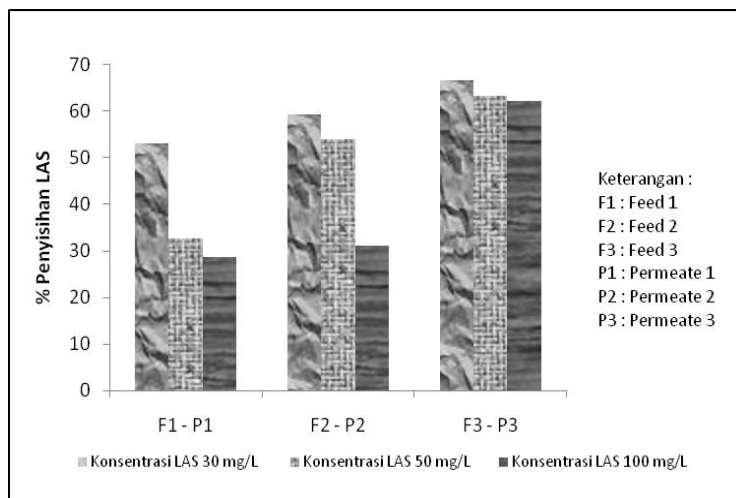 % Penyisihan LAS
70
60
50
40
30
20
10
0
F1 - P1
F2 - P2
F3 - P3
Konsentrasi LAS 30 mg/L
Konsentrasi LAS 50 mg/L
Konsentrasi LAS 100 mg/L
Keterangan :
F1 : Feed 1
F2 : Feed 2
F3 : Feed 3
P1 : Permeate 1
P2 : Permeate 2
P3 : Permeate 3